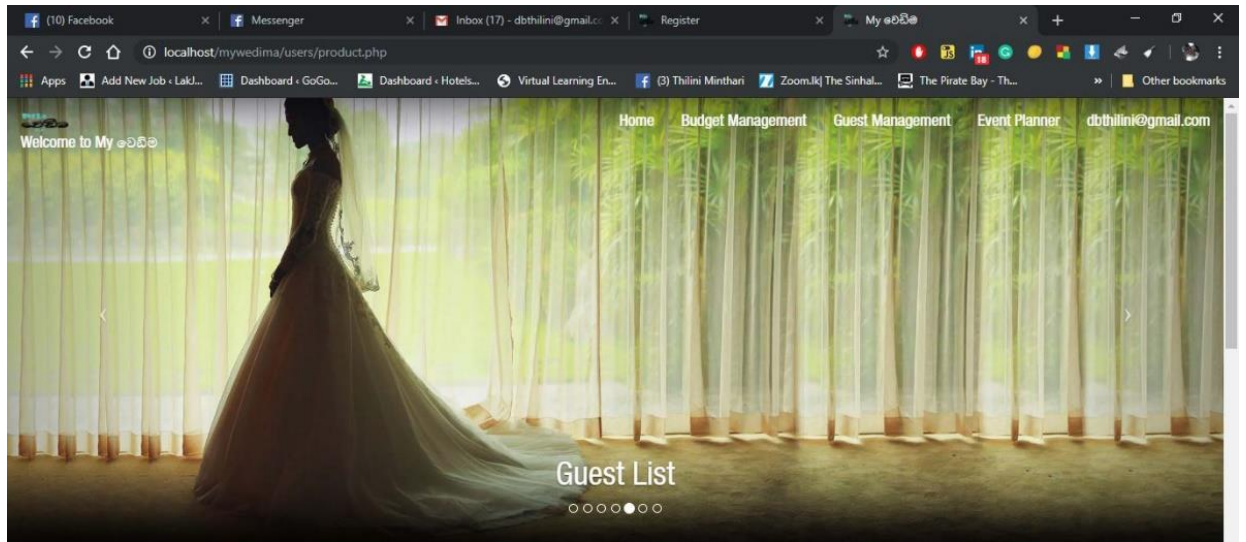 (10) Facebook
Messenger
Inbox (17) - dbthilini@gmail.co
Register
My වෙඩිම
localhost/mywedima/users/product.php
JS
18
Apps
Add New Job ‹ LakJ...
Dashboard ‹ GoGo...
Dashboard ‹ Hotels...
Virtual Learning En...
(3) Thilini Minthari
Zoom.lk| The Sinhal...
The Pirate Bay - Th...
»
Other bookmarks
Home
Budget Management
Guest Management
Event Planner
dbthilini@gmail.com
Welcome to My වෙඩිම
Guest List